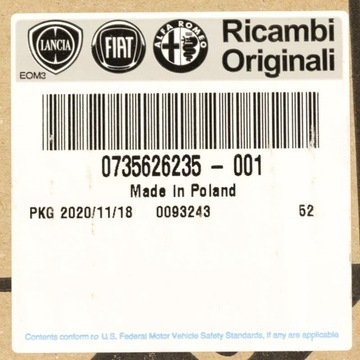 LANCIA FIAT ALFA ROMEO Ricambi
Originali
EOM3
0735626235 - 001
Made in Poland
PKG 2020/11/18 0093243 52
Contents conform no U.S. Federal Motor Vehicle Safety Standards, if any are applicable